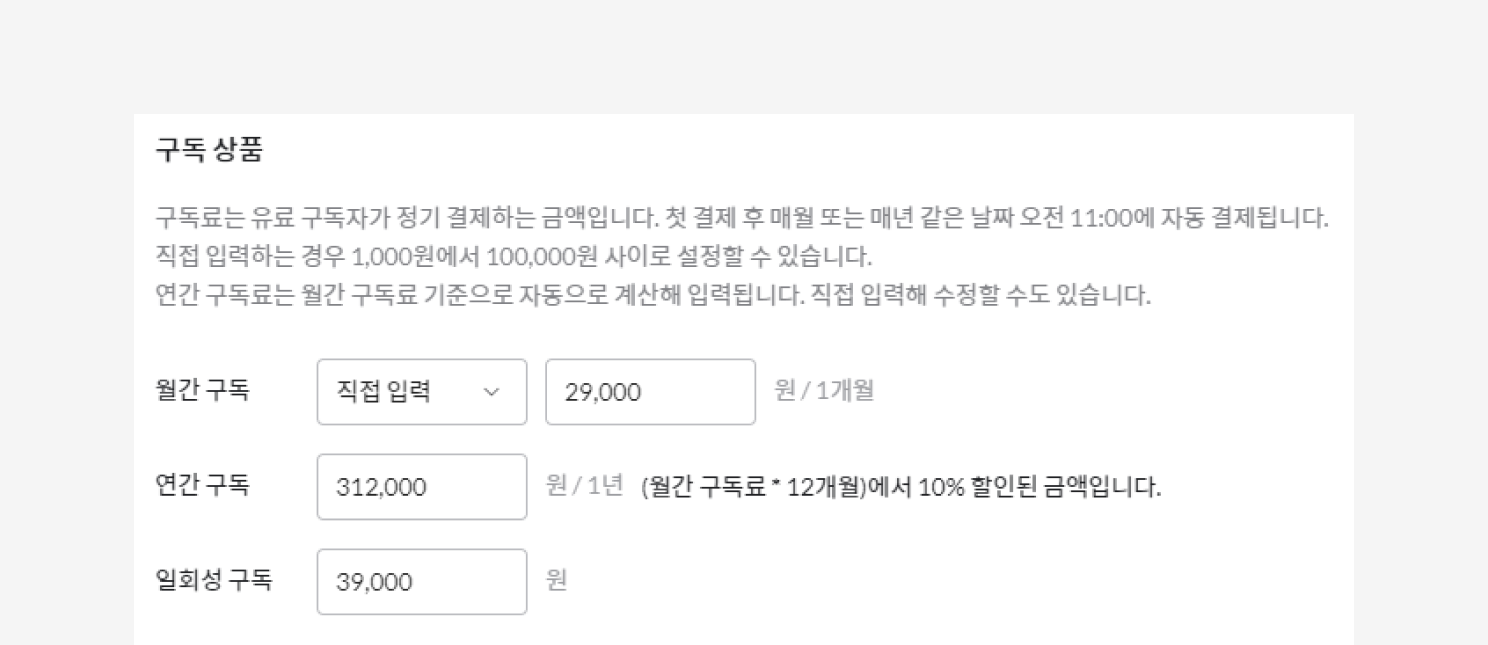 구독 상품
구독료는 유료 구독자가 정기 결제하는 금액입니다. 첫 결제 후 매월 또는 매년 같은 날짜 오전 11:00에 자동 결제됩니다.
직접 입력하는 경우 1,000원에서 100,000원 사이로 설정할 수 있습니다.
연간 구독료는 월간 구독료 기준으로 자동으로 계산해 입력됩니다. 직접 입력해 수정할 수도 있습니다.
월간 구독 직접 입력 29,000 원 / 1개월
연간 구독 312,000 원 / 1년 (월간 구독료 * 12개월)에서 10% 할인된 금액입니다.
일회성 구독 39,000 원